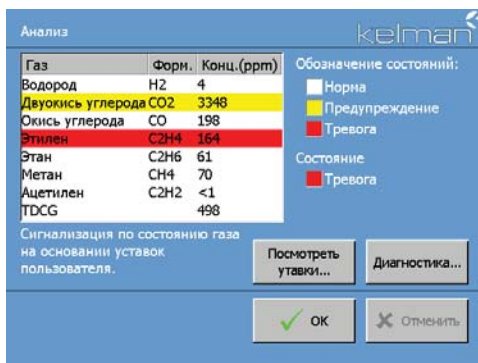 Анализ
kelman
Газ Форм. Конц.(ppm)
Водород H2 4
Двуокись углерода CO2 3348
Окись углерода CO 198
Этилен C2H4 164
Этан C2H6 61
Метан CH4 70
Ацетилен C2H2 <1
TDCG 498
Обозначение состояний:
Норма
Предупреждение
Тревога
Состояние
Тревога
Сигнализация по состоянию газа
на основании уставок
пользователя.
Посмотреть
утавки...
Диагностика...
ОК
Отменить